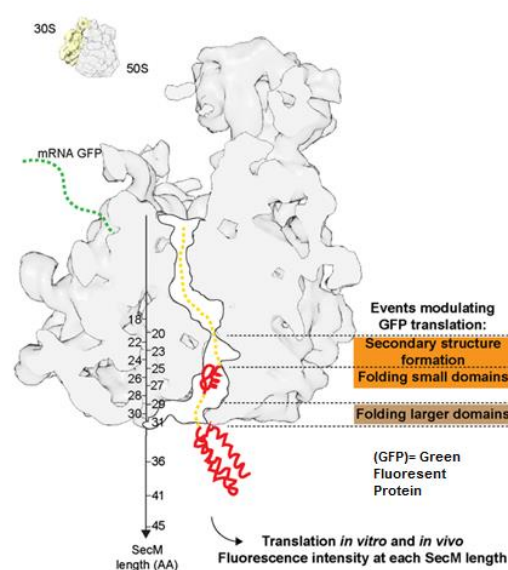 30S
50S
mRNA GFP
18
20
22
23
24
25
26
27
28
29
30
31
36
41
45
SecM
length (AA)
Events modulating
GFP translation:
Secondary structure
formation
Folding small domains
Folding larger domains
(GFP)= Green
Fluoresent
Protein
Translation in vitro and in vivo
Fluorescence intensity at each SecM length